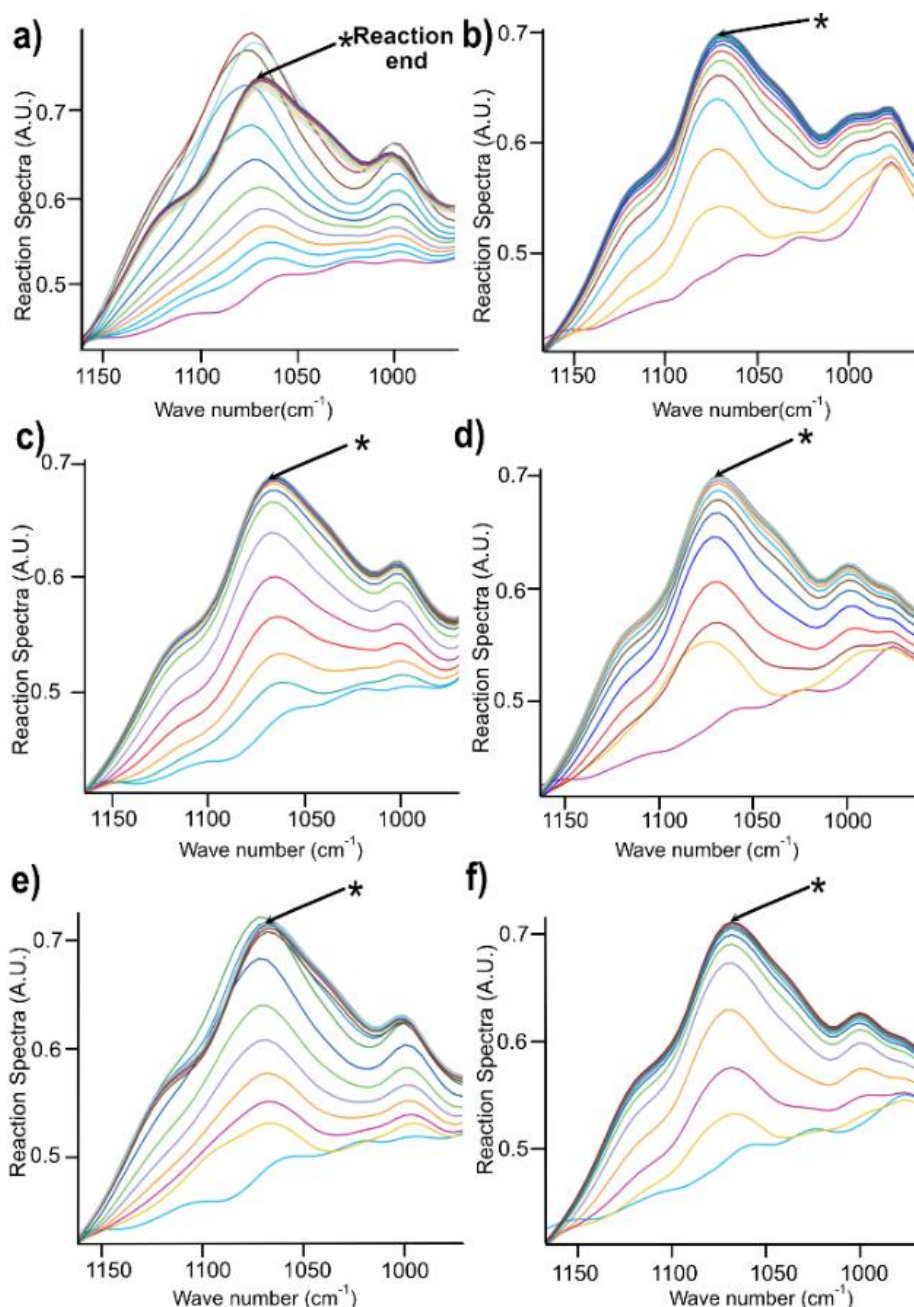 a)
* Reaction
end
Reaction Spectra (A.U.)
0.7
0.6
0.5
1150 1100 1050 1000
Wave number(cm⁻¹)
b)
*
Reaction Spectra (A.U.)
0.7
0.6
0.5
1150 1100 1050 1000
Wave number (cm⁻¹)
c)
*
Reaction Spectra (A.U.)
0.7
0.6
0.5
1150 1100 1050 1000
Wave number (cm⁻¹)
d)
*
Reaction Spectra (A.U.)
0.7
0.6
0.5
1150 1100 1050 1000
Wave number (cm⁻¹)
e)
*
Reaction Spectra (A.U.)
0.7
0.6
0.5
1150 1100 1050 1000
Wave number (cm⁻¹)
f)
*
Reaction Spectra (A.U.)
0.7
0.6
0.5
1150 1100 1050 1000
Wave number (cm⁻¹)